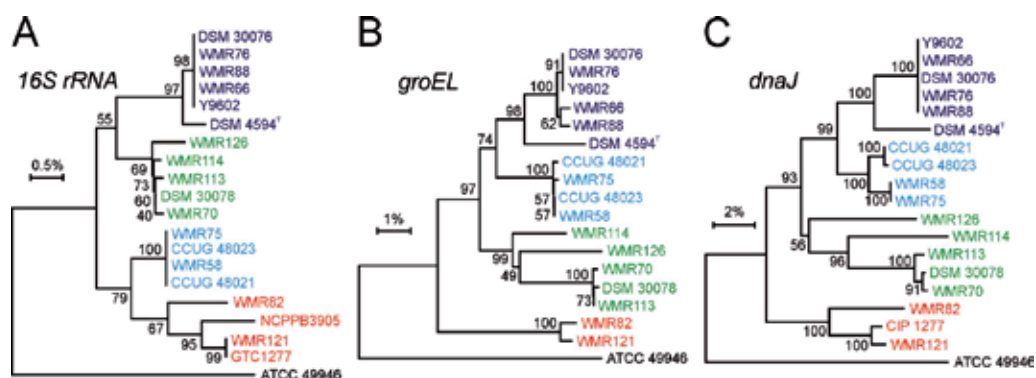 A
16S rRNA
0.5%
98
97
55
69
73
60
40
100
79
67
95
99
DSM 30076
WMR76
WMR88
WMR66
Y9602
DSM 4594ᵀ
WMR126
WMR114
WMR113
DSM 30078
WMR70
WMR75
CCUG 48023
WMR58
CCUG 48021
WMR82
NCPPB3905
WMR121
GTC1277
ATCC 49946
B
groEL
1%
91
100
62
98
74
100
57
57
97
99
49
100
73
100
DSM 30076
WMR76
Y9602
WMR66
WMR88
DSM 4594ᵀ
CCUG 48021
WMR75
CCUG 48023
WMR58
WMR114
WMR126
WMR70
DSM 30078
WMR113
WMR82
WMR121
ATCC 49946
C
dnaJ
2%
100
100
99
100
100
100
93
56
96
100
91
100
100
Y9602
WMR66
DSM 30076
WMR76
WMR88
DSM 4594ᵀ
CCUG 48021
CCUG 48023
WMR58
WMR75
WMR126
WMR114
WMR113
DSM 30078
WMR70
WMR82
CIP 1277
WMR121
ATCC 49946